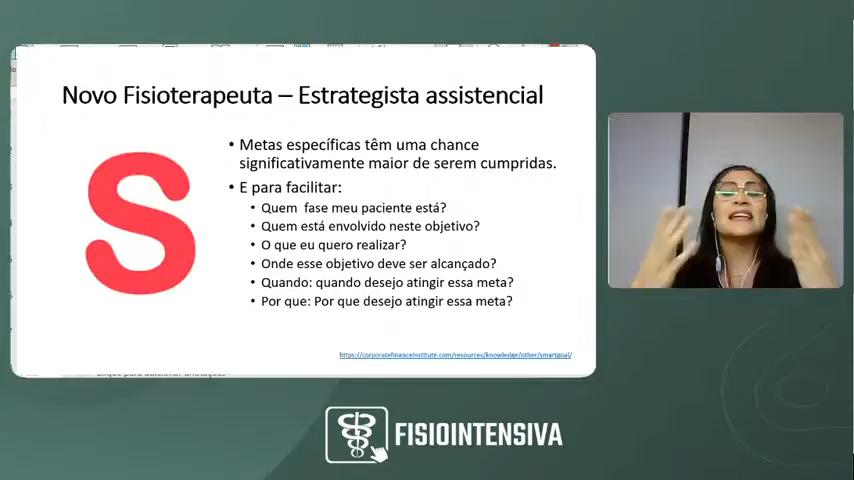 Novo Fisioterapeuta – Estrategista assistencial
S
• Metas específicas têm uma chance
significativamente maior de serem cumpridas.
• E para facilitar:
• Quem fase meu paciente está?
• Quem está envolvido neste objetivo?
• O que eu quero realizar?
• Onde esse objetivo deve ser alcançado?
• Quando: quando desejo atingir essa meta?
• Por que: Por que desejo atingir essa meta?
https://corporatefinanceinstitute.com/resources/knowledge/other/smartgoal/
FISIOINTENSIVA